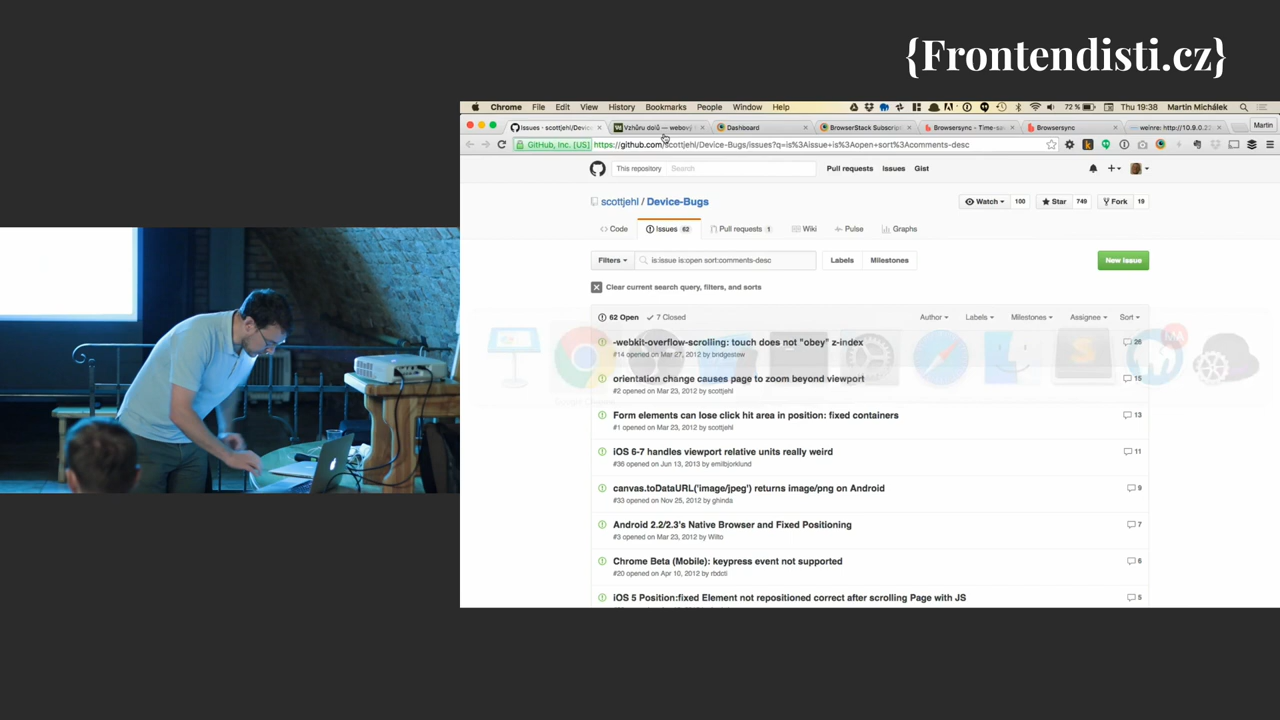 {Frontendisti.cz}
Chrome File Edit View History Bookmarks People Window Help 72 % Thu 19:38 Martin Michálek
Issues · scottjehl/Device Vzhůru dolů — webový Dashboard BrowserStack Subscrip Browsersync - Time-sa Browsersync weinre: http://10.9.0.2 Martin
GitHub, Inc. [US] https://github.com/scottjehl/Device-Bugs/issues?q=is%3Aissue+is%3Aopen+sort%3Acomments-desc
This repository Search Pull requests Issues Gist
scottjehl / Device-Bugs Watch 100 Star 749 Fork 19
Code Issues 62 Pull requests 1 Wiki Pulse Graphs
Filters is:issue is:open sort:comments-desc Labels Milestones New Issue
Clear current search query, filters, and sorts
62 Open 7 Closed Author Labels Milestones Assignee Sort
-webkit-overflow-scrolling: touch does not "obey" z-index 26
#14 opened on Mar 27, 2012 by bridgestew
orientation change causes page to zoom beyond viewport 15
#2 opened on Mar 23, 2012 by scottjehl
Form elements can lose click hit area in position: fixed containers 13
#1 opened on Mar 23, 2012 by scottjehl
iOS 6-7 handles viewport relative units really weird 11
#36 opened on Jun 13, 2013 by emilbjorklund
canvas.toDataURL('image/jpeg') returns image/png on Android 9
#33 opened on Nov 25, 2012 by ghinda
Android 2.2/2.3's Native Browser and Fixed Positioning 7
#3 opened on Mar 23, 2012 by Wilto
Chrome Beta (Mobile): keypress event not supported 6
#20 opened on Apr 10, 2012 by rbdcti
iOS 5 Position:fixed Element not repositioned correct after scrolling Page with JS 5